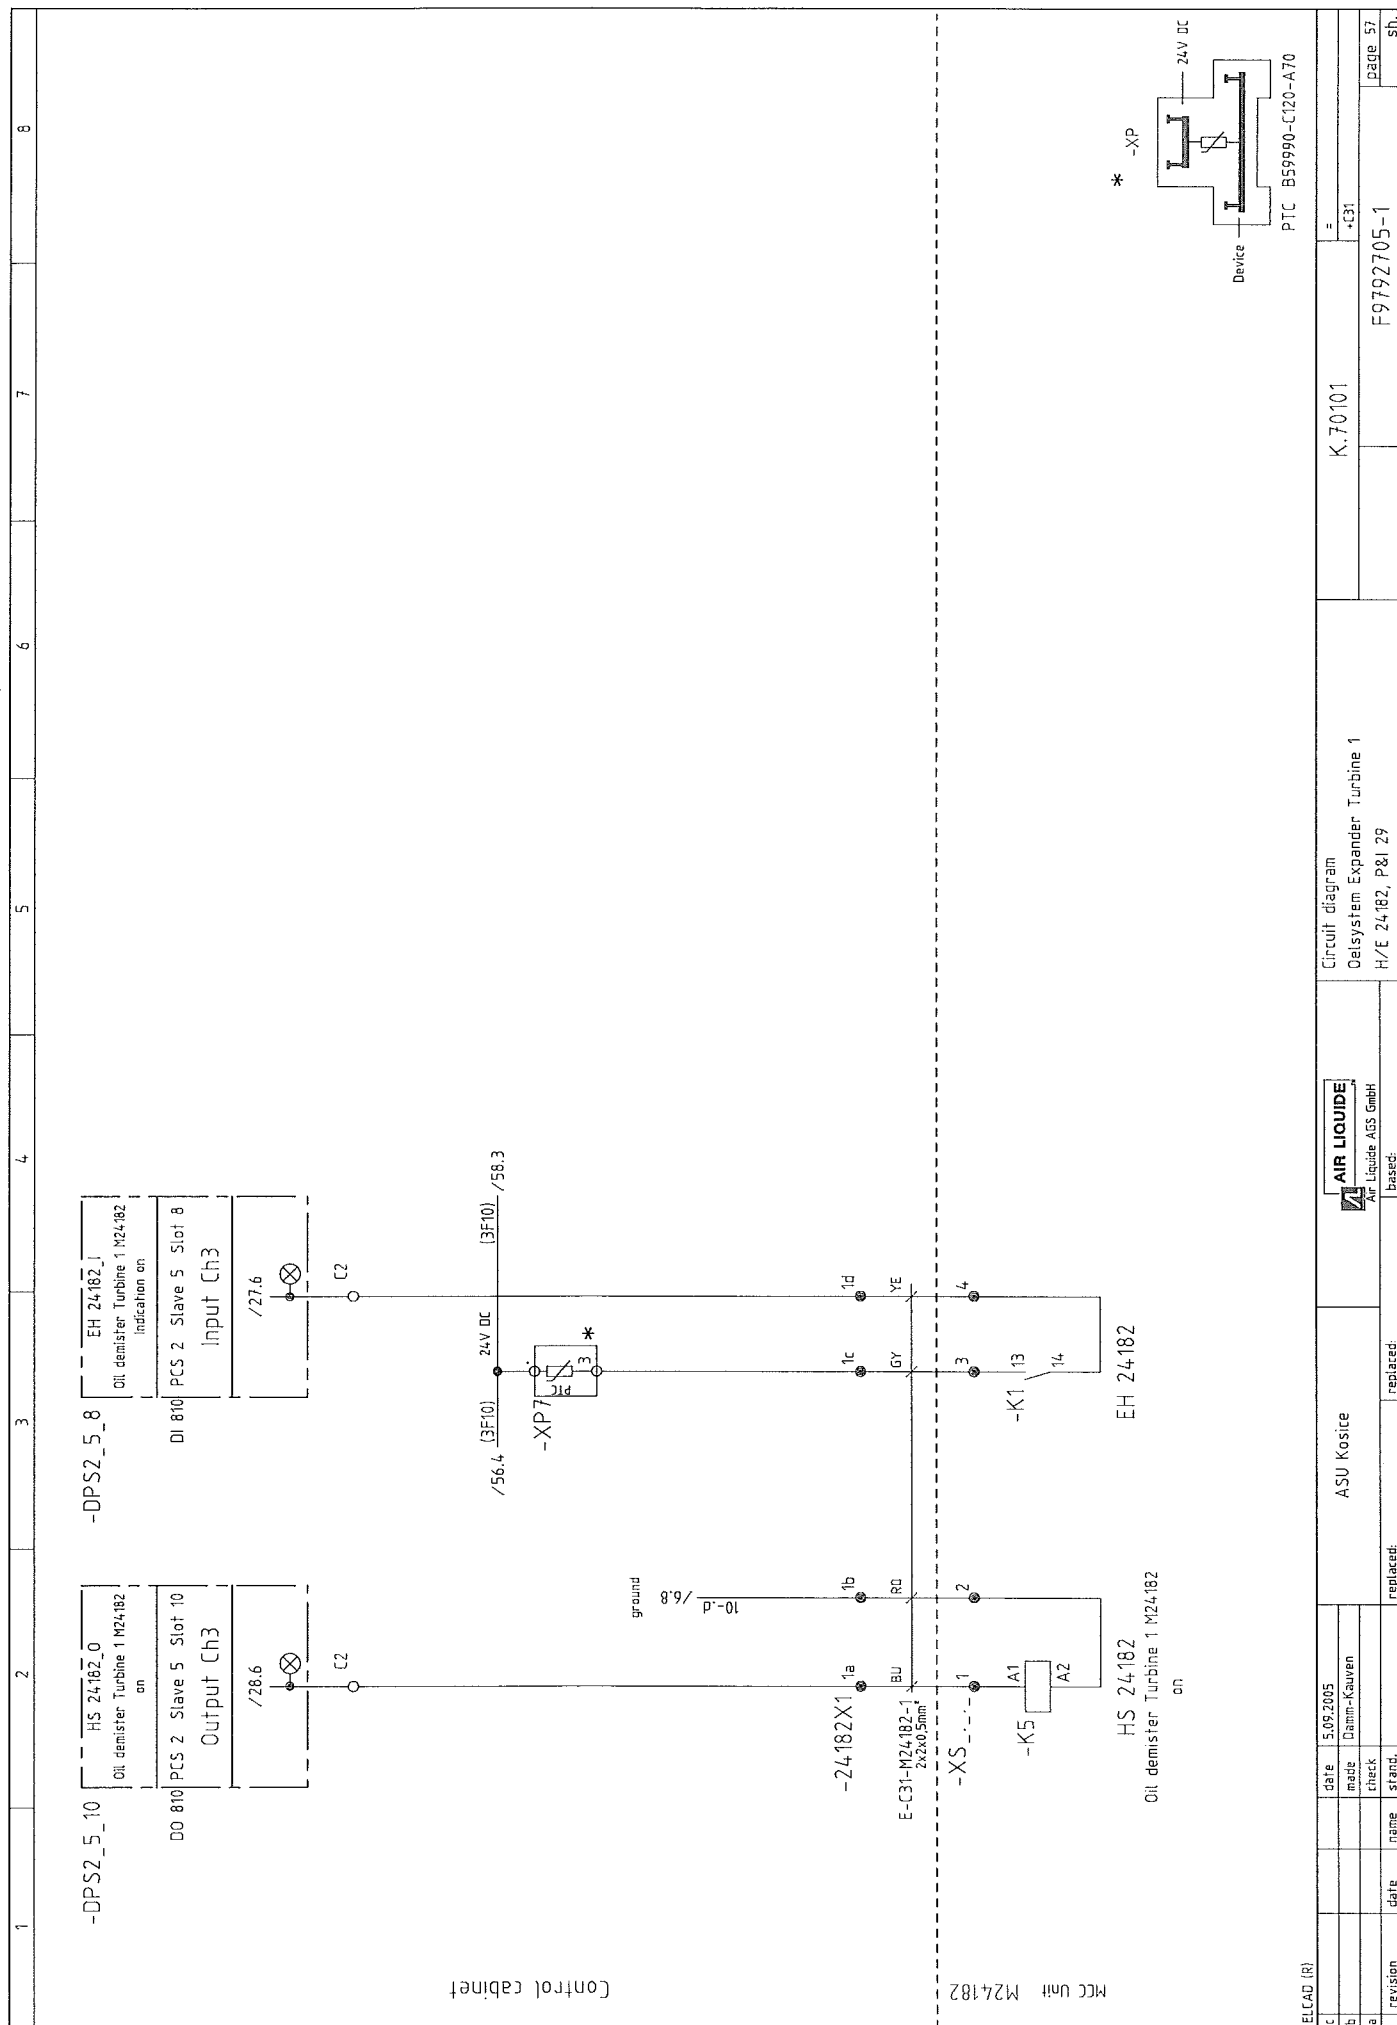 1 2 3 4 5 6 7 8
-DPS2_5_10
HS 24182_O
Oil demister Turbine 1 M24182
on
DO 810 PCS 2 Slave 5 Slot 10
Output Ch3
/28.6
C2
-DPS2_5_8
EH 24182_I
Oil demister Turbine 1 M24182
Indication on
DI 810 PCS 2 Slave 5 Slot 8
Input Ch3
/27.6
C2
/56.4 (3F10) 24V DC (3F10) /58.3
-XP7
PTC
3
*
ground
/6.8
10-.d
Control cabinet
-24182X1 1a 1b 1c 1d
BU RD GY YE
E-C31-M24182-1
2x2x0,5mm²
-XS_.-.- 1 2 3 4
MCC Unit M24182
-K5 A1
A2
-K1 13
14
HS 24182
Oil demister Turbine 1 M24182
on
EH 24182
* -XP
24V DC
Device
PTC B59990-C120-A70
ELCAD (R)
c
b
a
revision date name stand.
date 5.09.2005
made Damm-Kauven
check
replaced: replaced: based:
ASU Kosice
AIR LIQUIDE
Air Liquide AGS GmbH
Circuit diagram
Oelsystem Expander Turbine 1
H/E 24182, P&I 29
K.70101
=
+C31
F9792705-1
page 57
sh.